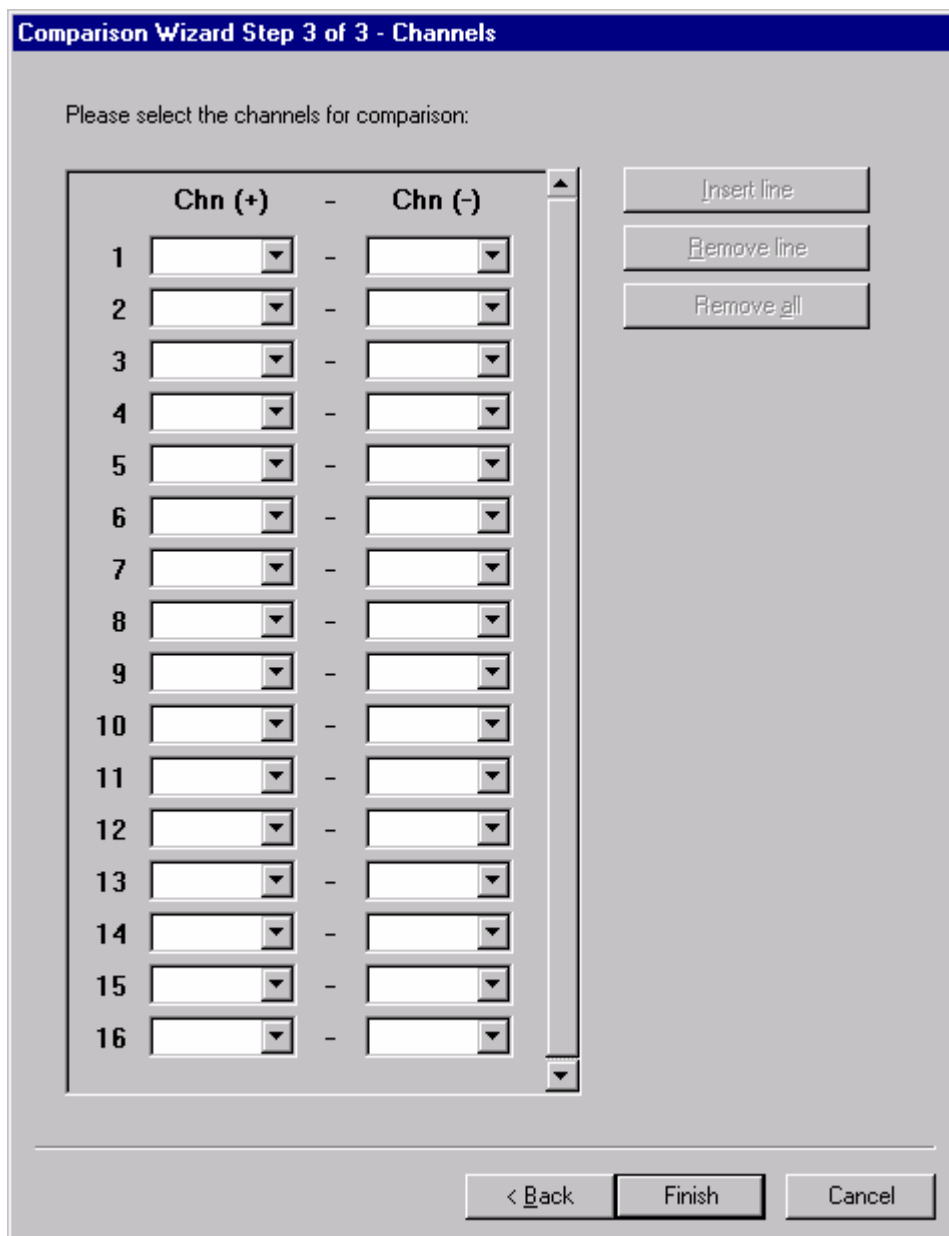 Comparison Wizard Step 3 of 3 - Channels
Please select the channels for comparison:
Chn (+) - Chn (-)
Insert line
Remove line
Remove all
1 -
2 -
3 -
4 -
5 -
6 -
7 -
8 -
9 -
10 -
11 -
12 -
13 -
14 -
15 -
16 -
< Back
Finish
Cancel